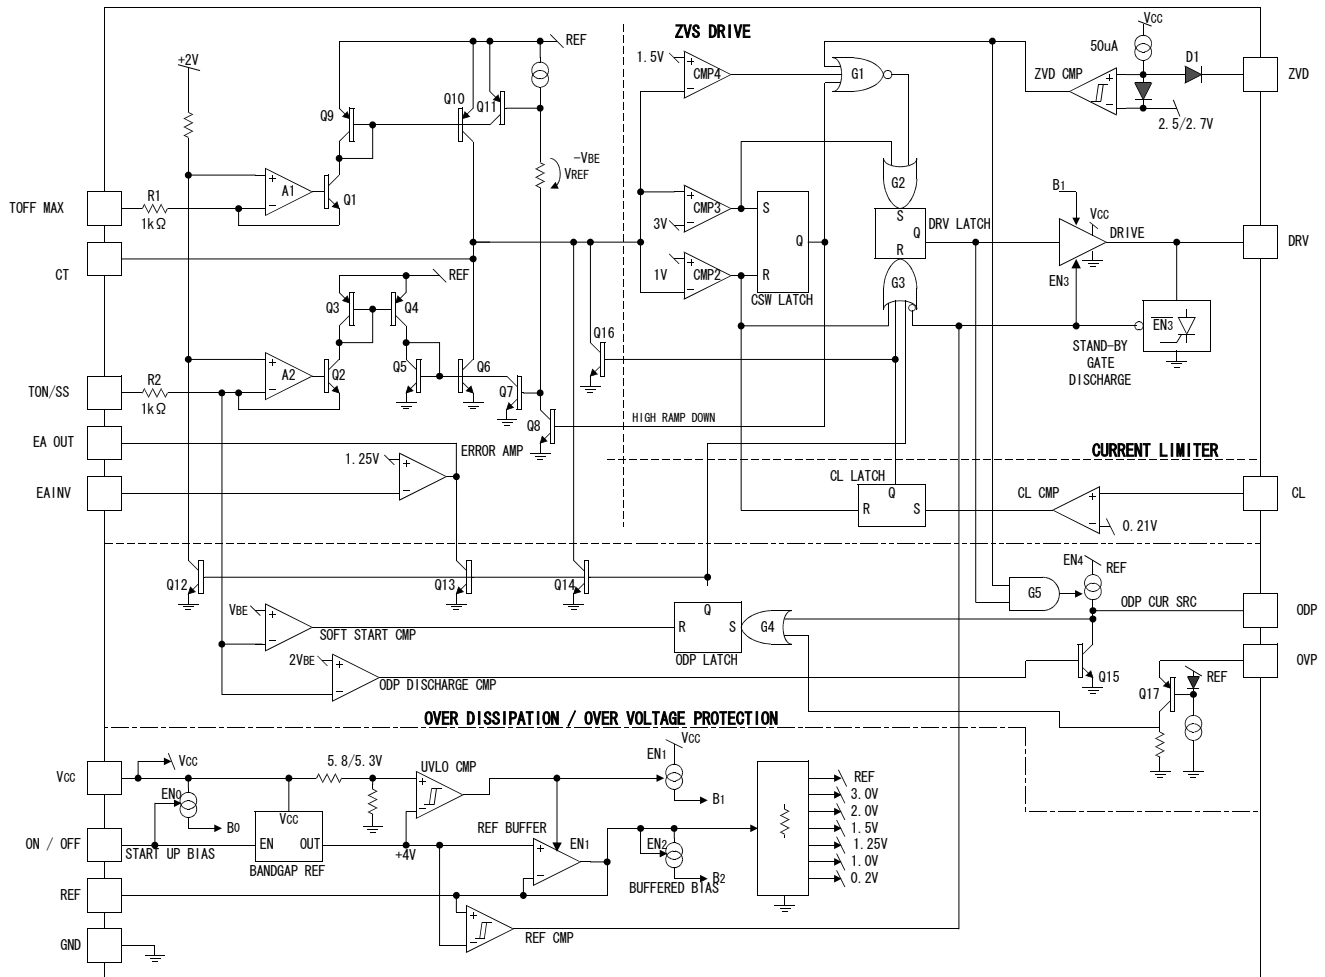 ZVS DRIVE
Vcc
50uA
REF
+2V
1.5V
CMP4
G1
ZVD CMP
D1
ZVD
Q9
Q10
Q11
2.5/2.7V
-VBE
VREF
TOFF MAX
R1
1kΩ
A1
Q1
G2
B1
CMP3
S
3V
S
Q
R
DRV LATCH
Vcc
DRIVE
DRV
Q
CT
1V
CMP2
R
CSW LATCH
G3
EN3
REF
Q3
Q4
Q16
EN3
STAND-BY
GATE
DISCHARGE
TON/SS
R2
1kΩ
A2
Q2
Q5
Q6
Q7
Q8
HIGH RAMP DOWN
EA OUT
1.25V
ERROR AMP
CURRENT LIMITER
EAINV
CL LATCH
Q
R
S
CL CMP
CL
0.21V
Q12
Q13
Q14
EN4
REF
G5
ODP CUR SRC
ODP
VBE
SOFT START CMP
Q
R
S
G4
ODP LATCH
2VBE
ODP DISCHARGE CMP
Q15
OVP
Q17
REF
OVER DISSIPATION / OVER VOLTAGE PROTECTION
Vcc
Vcc
5.8/5.3V
UVLO CMP
EN1
Vcc
B1
EN0
B0
Vcc
EN
OUT
BANDGAP REF
ON / OFF
START UP BIAS
+4V
REF BUFFER
EN1
EN2
B2
BUFFERED BIAS
REF
3.0V
2.0V
1.5V
1.25V
1.0V
0.2V
REF
REF CMP
GND